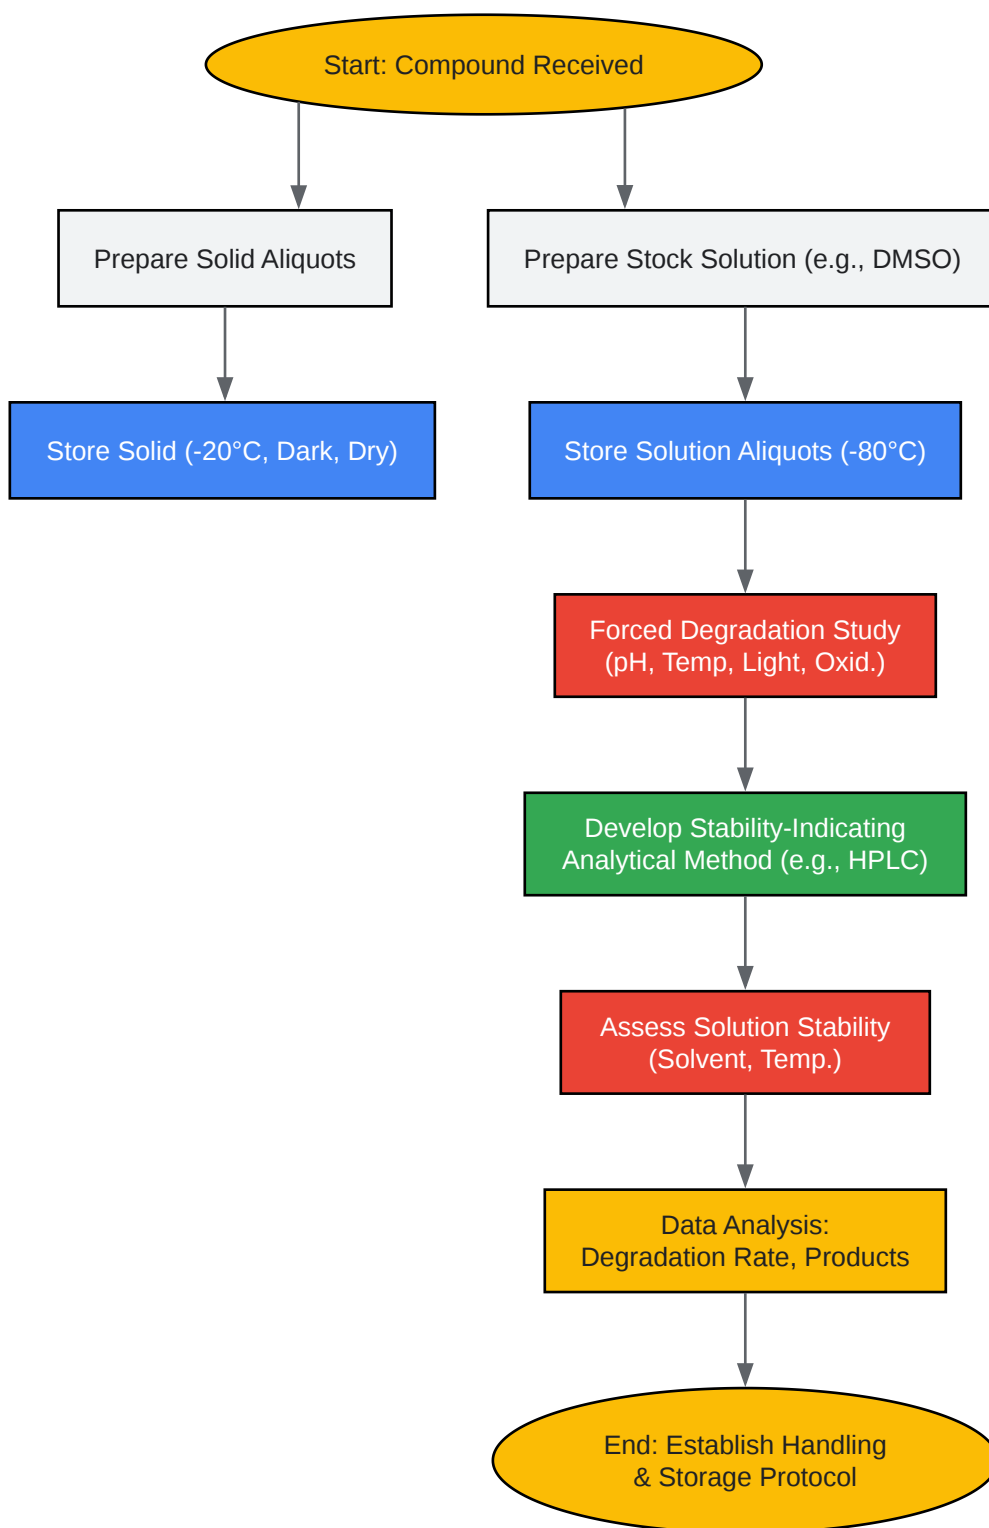 Start: Compound Received
Prepare Solid Aliquots
Prepare Stock Solution (e.g., DMSO)
Store Solid (-20°C, Dark, Dry)
Store Solution Aliquots (-80°C)
Forced Degradation Study
(pH, Temp, Light, Oxid.)
Develop Stability-Indicating
Analytical Method (e.g., HPLC)
Assess Solution Stability
(Solvent, Temp.)
Data Analysis:
Degradation Rate, Products
End: Establish Handling
& Storage Protocol